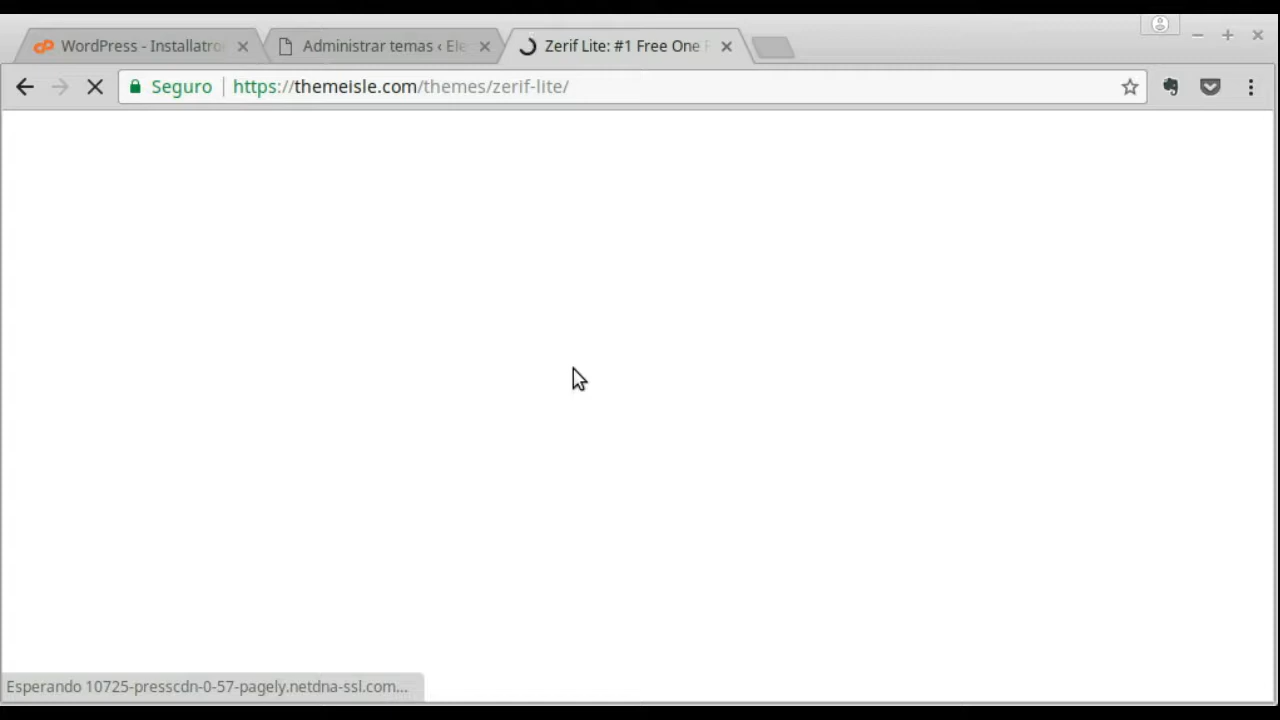 WordPress - Installatro
Administrar temas ‹ Ele
Zerif Lite: #1 Free One P
Seguro
https://themeisle.com/themes/zerif-lite/
Esperando 10725-presscdn-0-57-pagely.netdna-ssl.com...